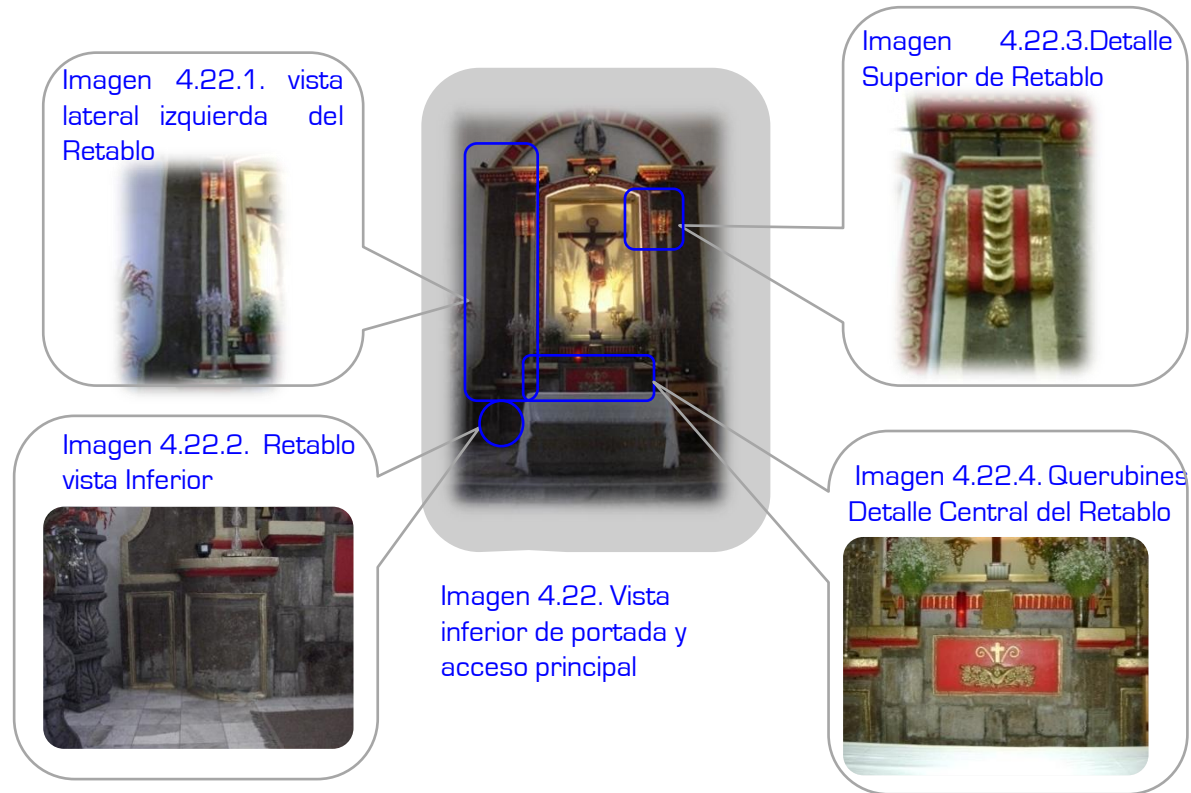 Imagen 4.22.1. vista
lateral izquierda del
Retablo
Imagen 4.22.3.Detalle
Superior de Retablo
Imagen 4.22.2. Retablo
vista Inferior
Imagen 4.22.4. Querubines
Detalle Central del Retablo
Imagen 4.22. Vista
inferior de portada y
acceso principal